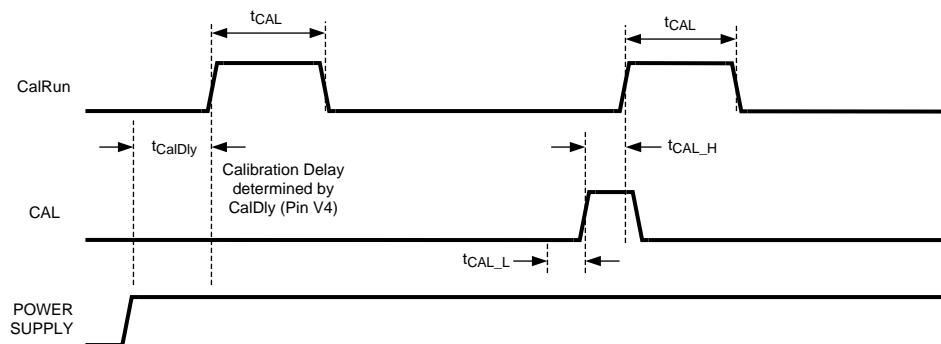 tCAL
tCAL
CalRun
tCalDly
tCAL_H
Calibration Delay
determined by
CalDly (Pin V4)
CAL
tCAL_L
POWER
SUPPLY